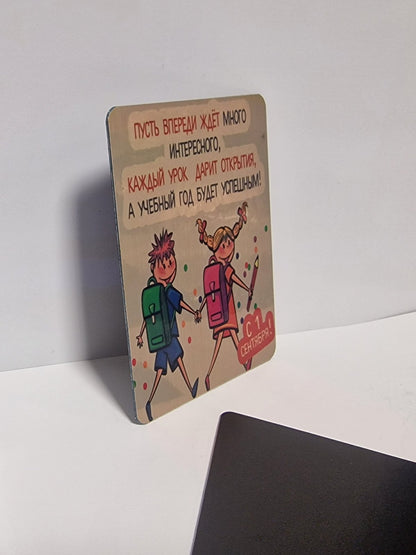 ПУСТЬ ВПЕРЕДИ ЖДЁТ МНОГО
ИНТЕРЕСНОГО,
КАЖДЫЙ УРОК ДАРИТ ОТКРЫТИЯ,
А УЧЕБНЫЙ ГОД БУДЕТ УСПЕШНЫМ!
С 1
СЕНТЯБРЯ!